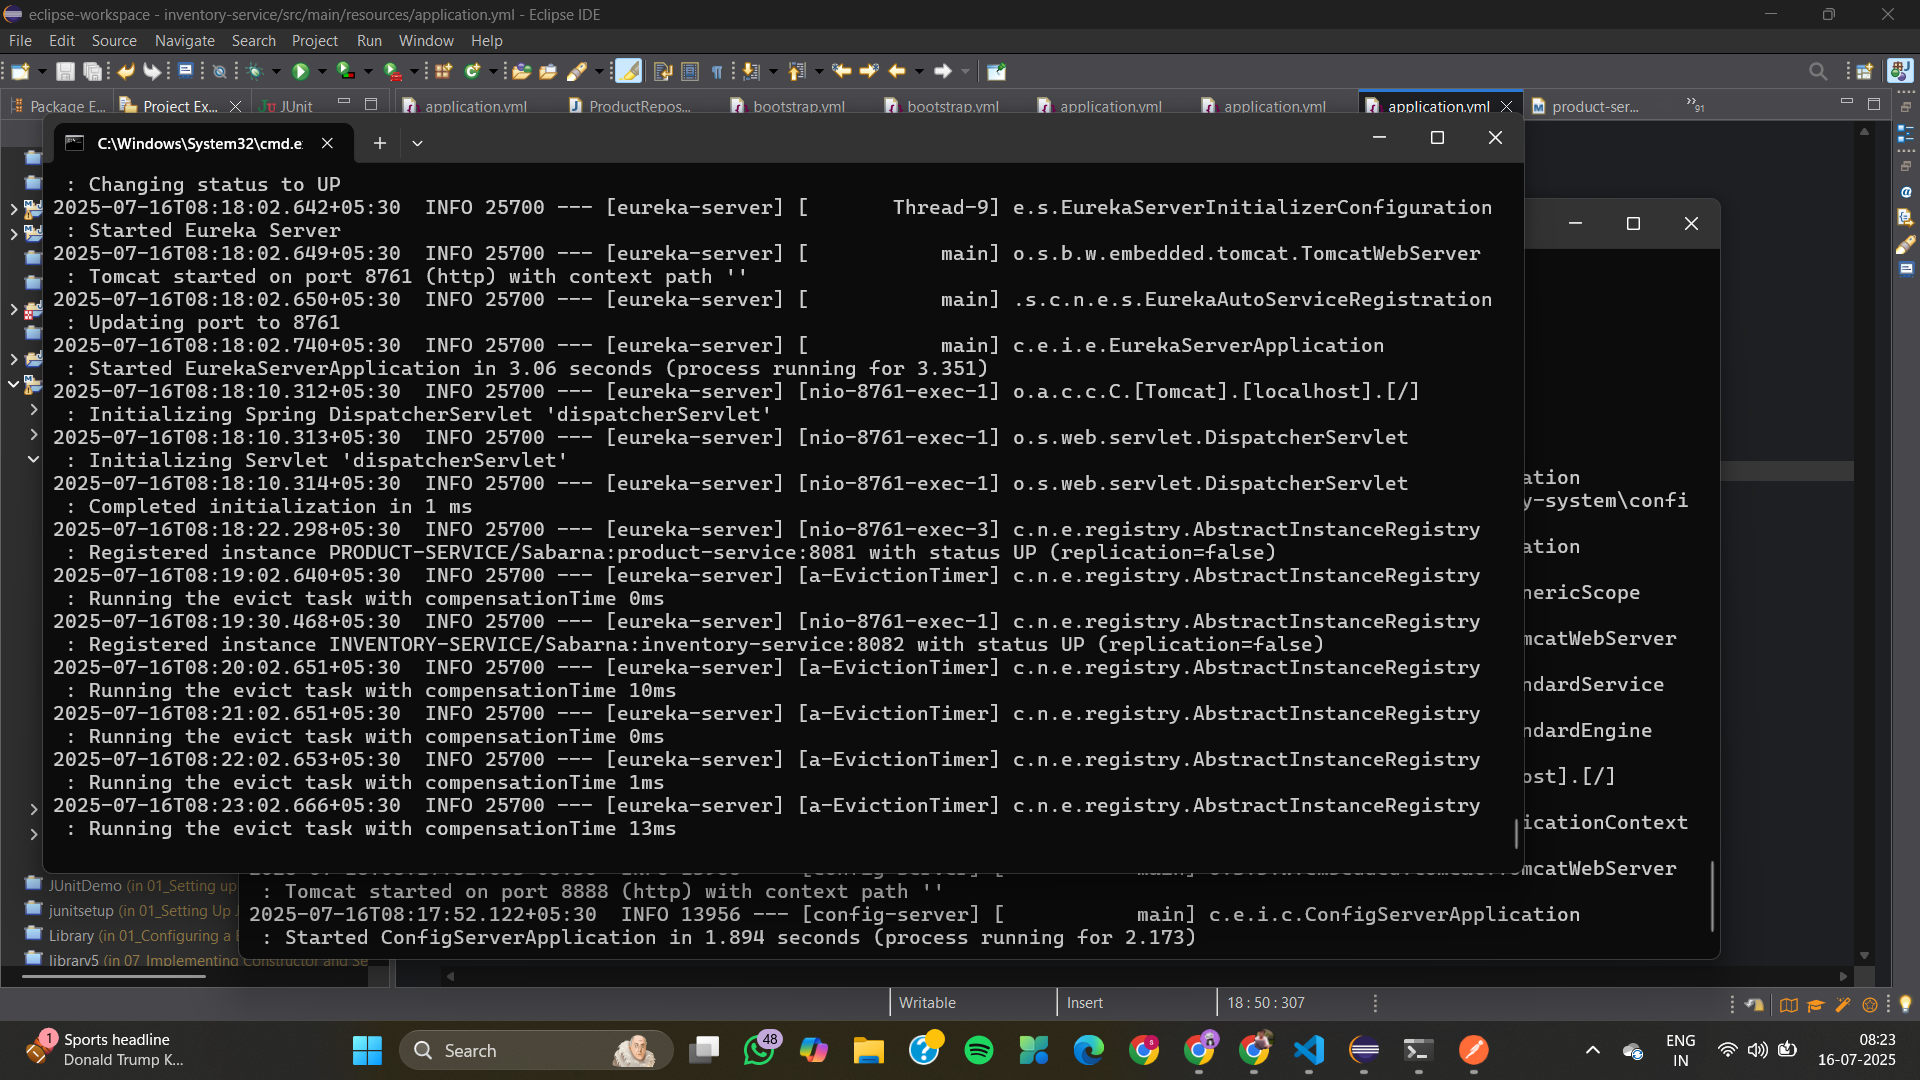 eclipse-workspace - inventory-service/src/main/resources/application.yml - Eclipse IDE
File Edit Source Navigate Search Project Run Window Help
Package E... Project Ex... JUnit application.yml ProductRepos... bootstrap.yml bootstrap.yml application.yml application.yml application.yml product-ser... »91
C:\Windows\System32\cmd.e
: Changing status to UP
2025-07-16T08:18:02.642+05:30 INFO 25700 --- [eureka-server] [ Thread-9] e.s.EurekaServerInitializerConfiguration
: Started Eureka Server
2025-07-16T08:18:02.649+05:30 INFO 25700 --- [eureka-server] [ main] o.s.b.w.embedded.tomcat.TomcatWebServer
: Tomcat started on port 8761 (http) with context path ''
2025-07-16T08:18:02.650+05:30 INFO 25700 --- [eureka-server] [ main] .s.c.n.e.s.EurekaAutoServiceRegistration
: Updating port to 8761
2025-07-16T08:18:02.740+05:30 INFO 25700 --- [eureka-server] [ main] c.e.i.e.EurekaServerApplication
: Started EurekaServerApplication in 3.06 seconds (process running for 3.351)
2025-07-16T08:18:10.312+05:30 INFO 25700 --- [eureka-server] [nio-8761-exec-1] o.a.c.c.C.[Tomcat].[localhost].[/]
: Initializing Spring DispatcherServlet 'dispatcherServlet'
2025-07-16T08:18:10.313+05:30 INFO 25700 --- [eureka-server] [nio-8761-exec-1] o.s.web.servlet.DispatcherServlet
: Initializing Servlet 'dispatcherServlet'
2025-07-16T08:18:10.314+05:30 INFO 25700 --- [eureka-server] [nio-8761-exec-1] o.s.web.servlet.DispatcherServlet
: Completed initialization in 1 ms
2025-07-16T08:18:22.298+05:30 INFO 25700 --- [eureka-server] [nio-8761-exec-3] c.n.e.registry.AbstractInstanceRegistry
: Registered instance PRODUCT-SERVICE/Sabarna:product-service:8081 with status UP (replication=false)
2025-07-16T08:19:02.640+05:30 INFO 25700 --- [eureka-server] [a-EvictionTimer] c.n.e.registry.AbstractInstanceRegistry
: Running the evict task with compensationTime 0ms
2025-07-16T08:19:30.468+05:30 INFO 25700 --- [eureka-server] [nio-8761-exec-1] c.n.e.registry.AbstractInstanceRegistry
: Registered instance INVENTORY-SERVICE/Sabarna:inventory-service:8082 with status UP (replication=false)
2025-07-16T08:20:02.651+05:30 INFO 25700 --- [eureka-server] [a-EvictionTimer] c.n.e.registry.AbstractInstanceRegistry
: Running the evict task with compensationTime 10ms
2025-07-16T08:21:02.651+05:30 INFO 25700 --- [eureka-server] [a-EvictionTimer] c.n.e.registry.AbstractInstanceRegistry
: Running the evict task with compensationTime 0ms
2025-07-16T08:22:02.653+05:30 INFO 25700 --- [eureka-server] [a-EvictionTimer] c.n.e.registry.AbstractInstanceRegistry
: Running the evict task with compensationTime 1ms
2025-07-16T08:23:02.666+05:30 INFO 25700 --- [eureka-server] [a-EvictionTimer] c.n.e.registry.AbstractInstanceRegistry
: Running the evict task with compensationTime 13ms
ation
y-system\confi
ation
nericScope
mcatWebServer
ndardService
ndardEngine
ost].[/]
icationContext
mcatWebServer
: Tomcat started on port 8888 (http) with context path ''
2025-07-16T08:17:52.122+05:30 INFO 13956 --- [config-server] [ main] c.e.i.c.ConfigServerApplication
: Started ConfigServerApplication in 1.894 seconds (process running for 2.173)
JUnitDemo (in 01_Setting up
junitsetup (in 01_Setting Up J
Library (in 01_Configuring a
library5 (in 07_Implementing Constructor and Se
Writable Insert 18 : 50 : 307
1 Sports headline
Donald Trump K...
Search
48
ENG
IN
08:23
16-07-2025